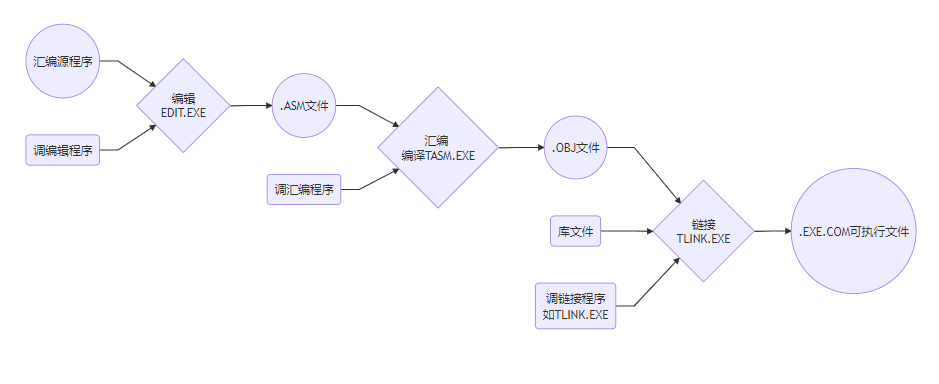 汇编源程序
调编辑程序
编辑
EDIT.EXE
.ASM文件
调汇编程序
汇编
编译TASM.EXE
.OBJ文件
库文件
调链接程序
如TLINK.EXE
链接
TLINK.EXE
.EXE.COM可执行文件